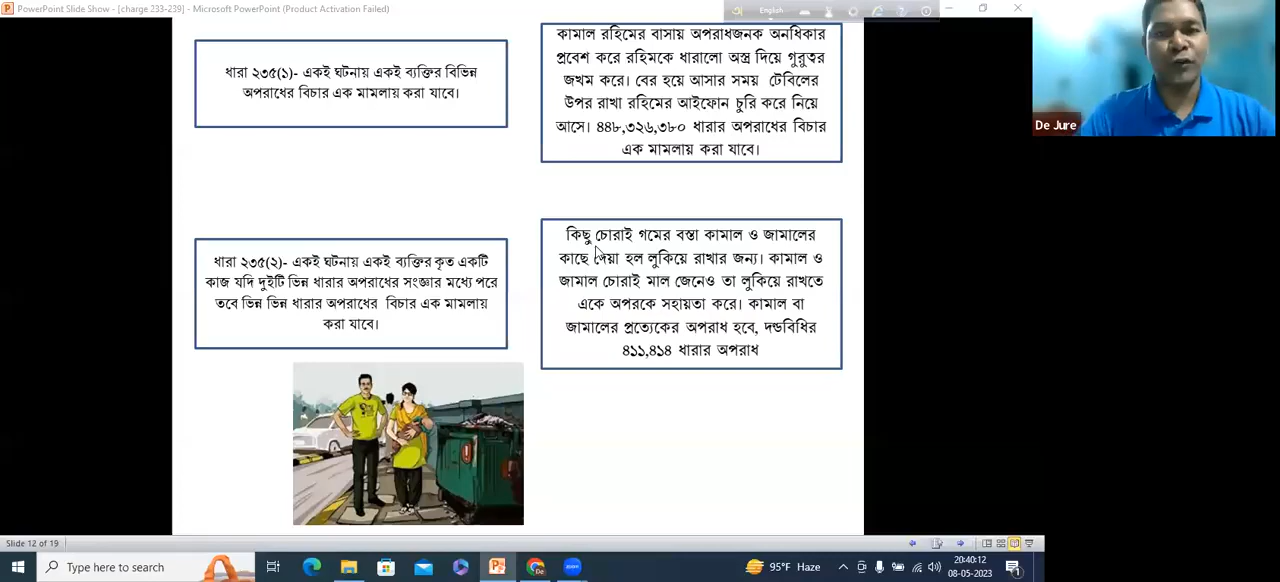 PowerPoint Slide Show - [charge 233-239] - Microsoft PowerPoint (Product Activation Failed)
English
ধারা ২৩৫(১)- একই ঘটনায় একই ব্যক্তির বিভিন্ন
অপরাধের বিচার এক মামলায় করা যাবে।
কামাল রহিমের বাসায় অপরাধজনক অনধিকার
প্রবেশ করে রহিমকে ধারালো অস্ত্র দিয়ে গুরুত্বর
জখম করে। বের হয়ে আসার সময় টেবিলের
উপর রাখা রহিমের আইফোন চুরি করে নিয়ে
আসে। ৪৪৮,৩২৬,৩৮০ ধারার অপরাধের বিচার
এক মামলায় করা যাবে।
De Jure
ধারা ২৩৫(২)- একই ঘটনায় একই ব্যক্তির কৃত একটি
কাজ যদি দুইটি ভিন্ন ধারার অপরাধের সংজ্ঞার মধ্যে পরে
তবে ভিন্ন ভিন্ন ধারার অপরাধের বিচার এক মামলায়
করা যাবে।
কিছু চোরাই গমের বস্তা কামাল ও জামালের
কাছে দেয়া হল লুকিয়ে রাখার জন্য। কামাল ও
জামাল চোরাই মাল জেনেও তা লুকিয়ে রাখতে
একে অপরকে সহায়তা করে। কামাল বা
জামালের প্রত্যেকের অপরাধ হবে, দন্ডবিধির
৪১১,৪১৪ ধারার অপরাধ
Slide 12 of 19
Type here to search
95°F Haze
20:40:12
08-05-2023